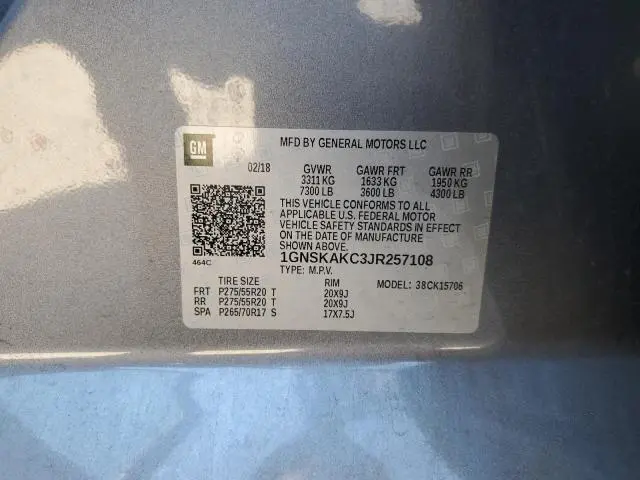 GM
MFD BY GENERAL MOTORS LLC
02/18 GVWR GAWR FRT GAWR RR
3311 KG 1633 KG 1950 KG
7300 LB 3600 LB 4300 LB
THIS VEHICLE CONFORMS TO ALL
APPLICABLE U.S. FEDERAL MOTOR
VEHICLE SAFETY STANDARDS IN EFFECT
ON THE DATE OF MANUFACTURE
SHOWN ABOVE.
464C
1GNSKAKC3JR257108
TYPE: M.P.V.
TIRE SIZE RIM MODEL: 38CK15706
FRT P275/55R20 T 20X9J
RR P275/55R20 T 20X9J
SPA P265/70R17 S 17X7.5J